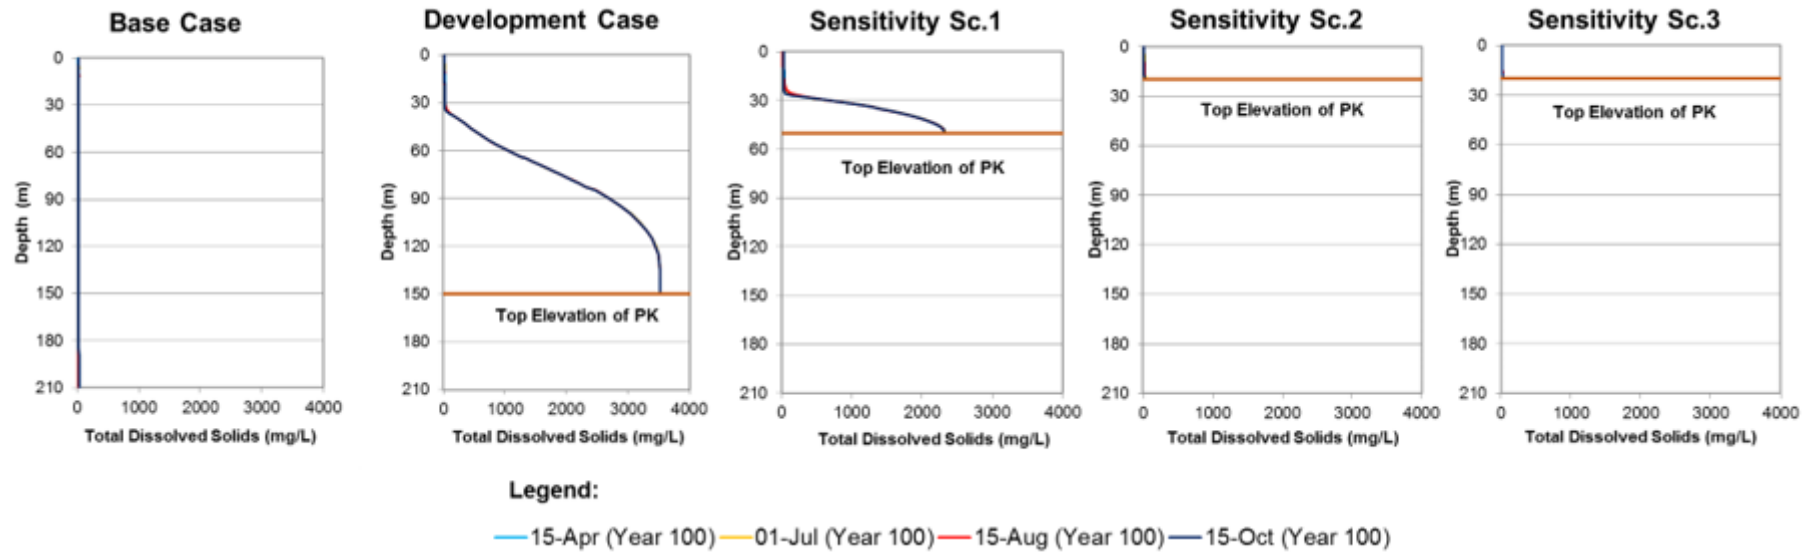 Base Case
0
30
60
90
120
150
180
210
0 1000 2000 3000 4000
Depth (m)
Total Dissolved Solids (mg/L)
Development Case
0
30
60
90
120
150
180
210
0 1000 2000 3000 4000
Depth (m)
Top Elevation of PK
Total Dissolved Solids (mg/L)
Sensitivity Sc.1
0
30
60
90
120
150
180
210
0 1000 2000 3000 4000
Depth (m)
Top Elevation of PK
Total Dissolved Solids (mg/L)
Sensitivity Sc.2
0
30
60
90
120
150
180
210
0 1000 2000 3000 4000
Depth (m)
Top Elevation of PK
Total Dissolved Solids (mg/L)
Sensitivity Sc.3
0
30
60
90
120
150
180
210
0 1000 2000 3000 4000
Depth (m)
Top Elevation of PK
Total Dissolved Solids (mg/L)
Legend:
15-Apr (Year 100) 01-Jul (Year 100) 15-Aug (Year 100) 15-Oct (Year 100)